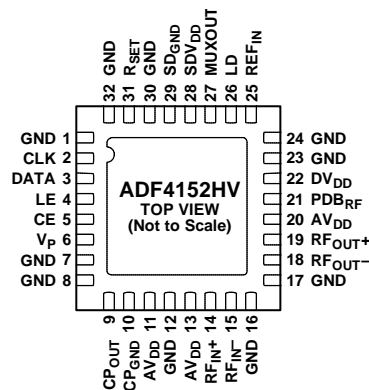 32 GND
31 RSET
30 GND
29 SDGND
28 SDVDD
27 MUXOUT
26 LD
25 REFIN
GND 1
CLK 2
DATA 3
LE 4
CE 5
VP 6
GND 7
GND 8
ADF4152HV
TOP VIEW
(Not to Scale)
24 GND
23 GND
22 DVDD
21 PDBRF
20 AVDD
19 RFOUT+
18 RFOUT−
17 GND
CPOUT 9
CPGND 10
AVDD 11
GND 12
AVDD 13
RFIN+ 14
RFIN− 15
GND 16